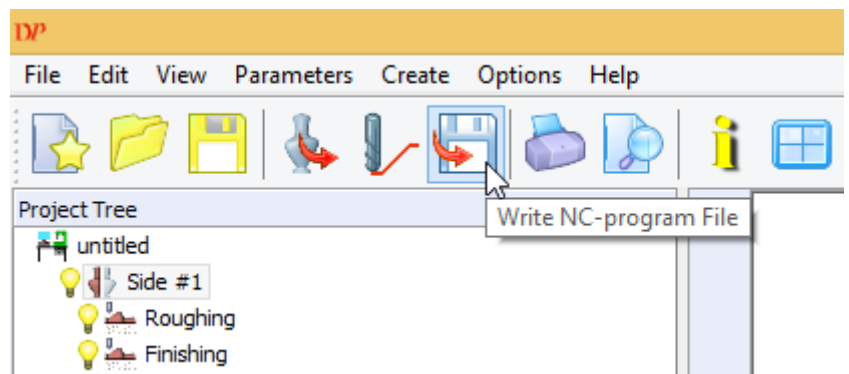 DP
File Edit View Parameters Create Options Help
Project Tree
Write NC-program File
untitled
Side #1
Roughing
Finishing